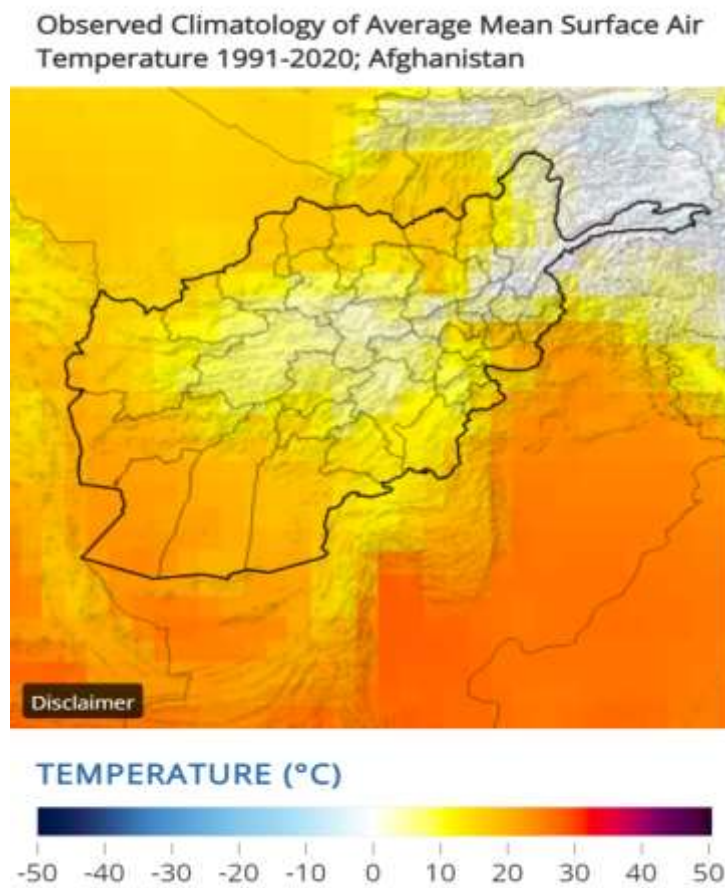 Observed Climatology of Average Mean Surface Air
Temperature 1991-2020; Afghanistan
Disclaimer
TEMPERATURE (°C)
-50 -40 -30 -20 -10 0 10 20 30 40 50